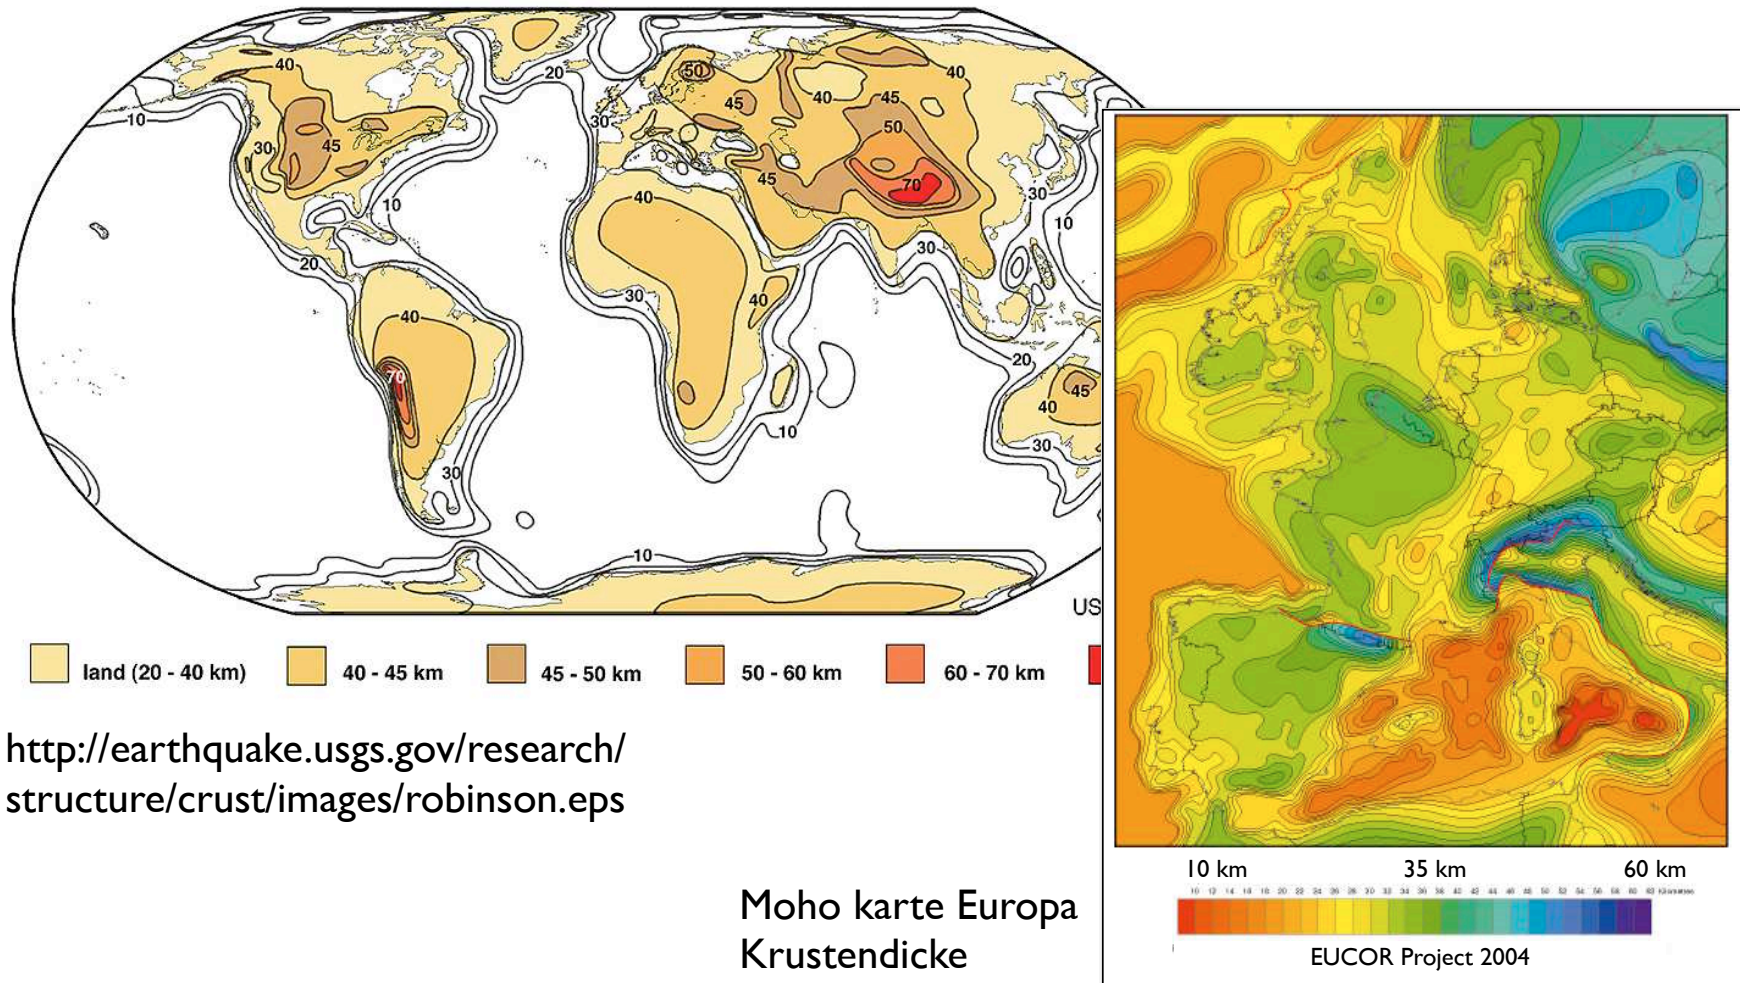 40
20
50
40
10
30
45
30
45
40
45
50
45
70
40
10
30
10
20
30
30
40
40
20
70
45
40
10
30
30
10
US
land (20 - 40 km)
40 - 45 km
45 - 50 km
50 - 60 km
60 - 70 km
http://earthquake.usgs.gov/research/
structure/crust/images/robinson.eps
Moho karte Europa
Krustendicke
10 km 35 km 60 km
EUCOR Project 2004